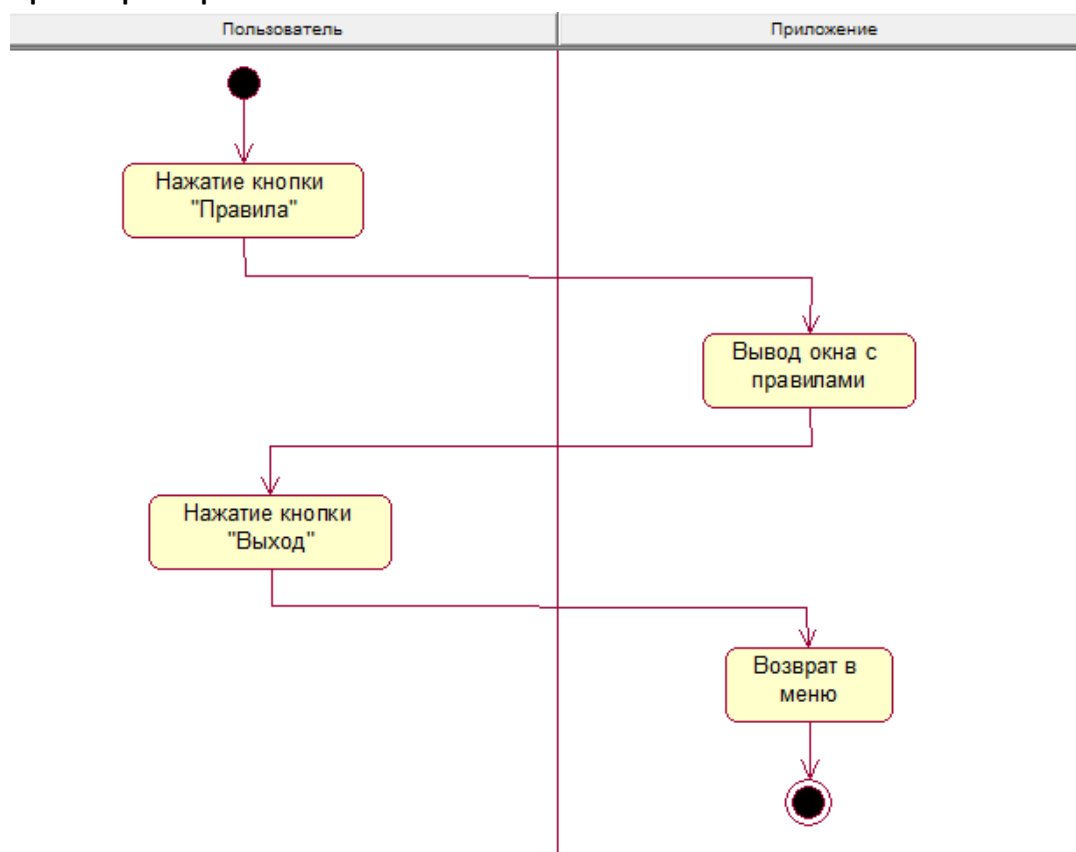 Пользователь
Приложение
Нажатие кнопки
"Правила"
Вывод окна с
правилами
Нажатие кнопки
"Выход"
Возврат в
меню